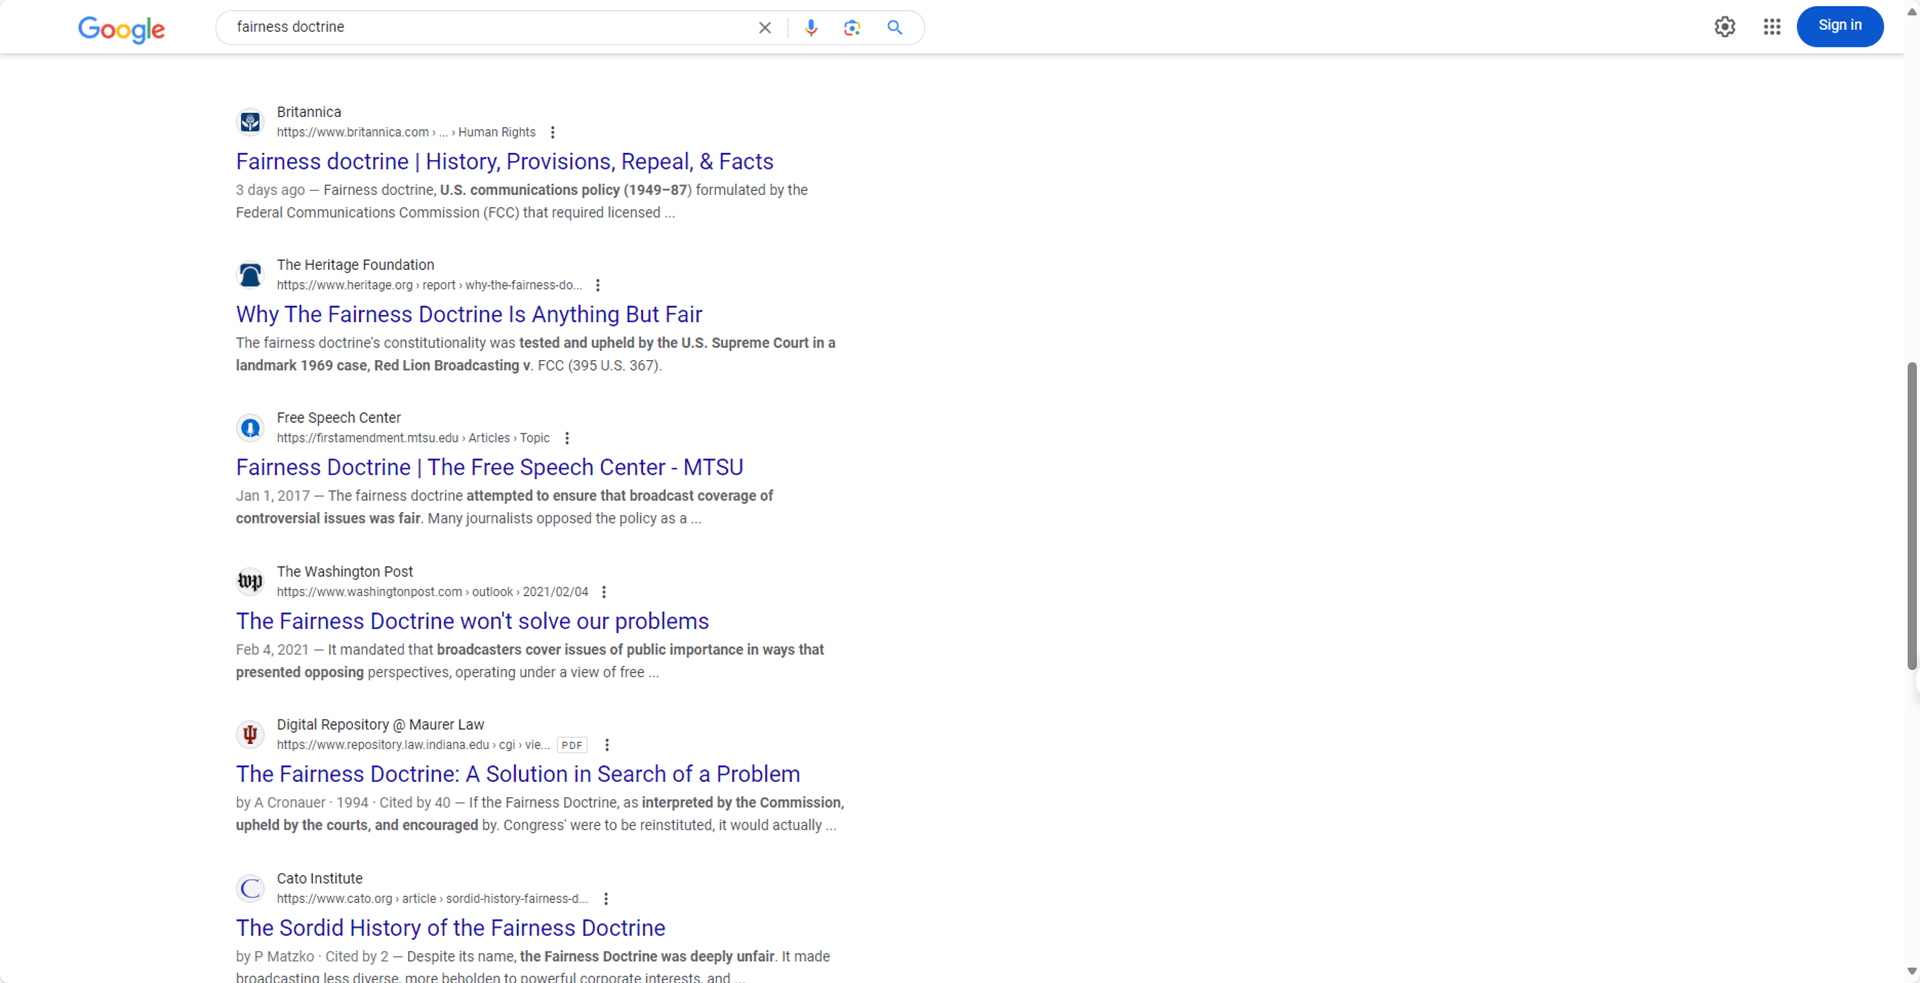 Google
fairness doctrine
Sign in
Britannica
https://www.britannica.com › ... › Human Rights
Fairness doctrine | History, Provisions, Repeal, & Facts
3 days ago — Fairness doctrine, U.S. communications policy (1949–87) formulated by the
Federal Communications Commission (FCC) that required licensed ...
The Heritage Foundation
https://www.heritage.org › report › why-the-fairness-do...
Why The Fairness Doctrine Is Anything But Fair
The fairness doctrine's constitutionality was tested and upheld by the U.S. Supreme Court in a
landmark 1969 case, Red Lion Broadcasting v. FCC (395 U.S. 367).
Free Speech Center
https://firstamendment.mtsu.edu › Articles › Topic
Fairness Doctrine | The Free Speech Center - MTSU
Jan 1, 2017 — The fairness doctrine attempted to ensure that broadcast coverage of
controversial issues was fair. Many journalists opposed the policy as a ...
wp
The Washington Post
https://www.washingtonpost.com › outlook › 2021/02/04
The Fairness Doctrine won't solve our problems
Feb 4, 2021 — It mandated that broadcasters cover issues of public importance in ways that
presented opposing perspectives, operating under a view of free ...
Digital Repository @ Maurer Law
https://www.repository.law.indiana.edu › cgi › vie... PDF
The Fairness Doctrine: A Solution in Search of a Problem
by A Cronauer · 1994 · Cited by 40 — If the Fairness Doctrine, as interpreted by the Commission,
upheld by the courts, and encouraged by. Congress' were to be reinstituted, it would actually ...
C
Cato Institute
https://www.cato.org › article › sordid-history-fairness-d...
The Sordid History of the Fairness Doctrine
by P Matzko · Cited by 2 — Despite its name, the Fairness Doctrine was deeply unfair. It made
broadcasting less diverse, more beholden to powerful corporate interests, and ...